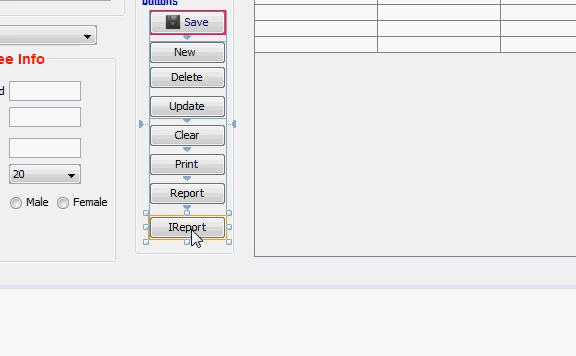 buttons
Save
New
ee Info
Delete
d
Update
Clear
Print
20
Report
Male
Female
IReport